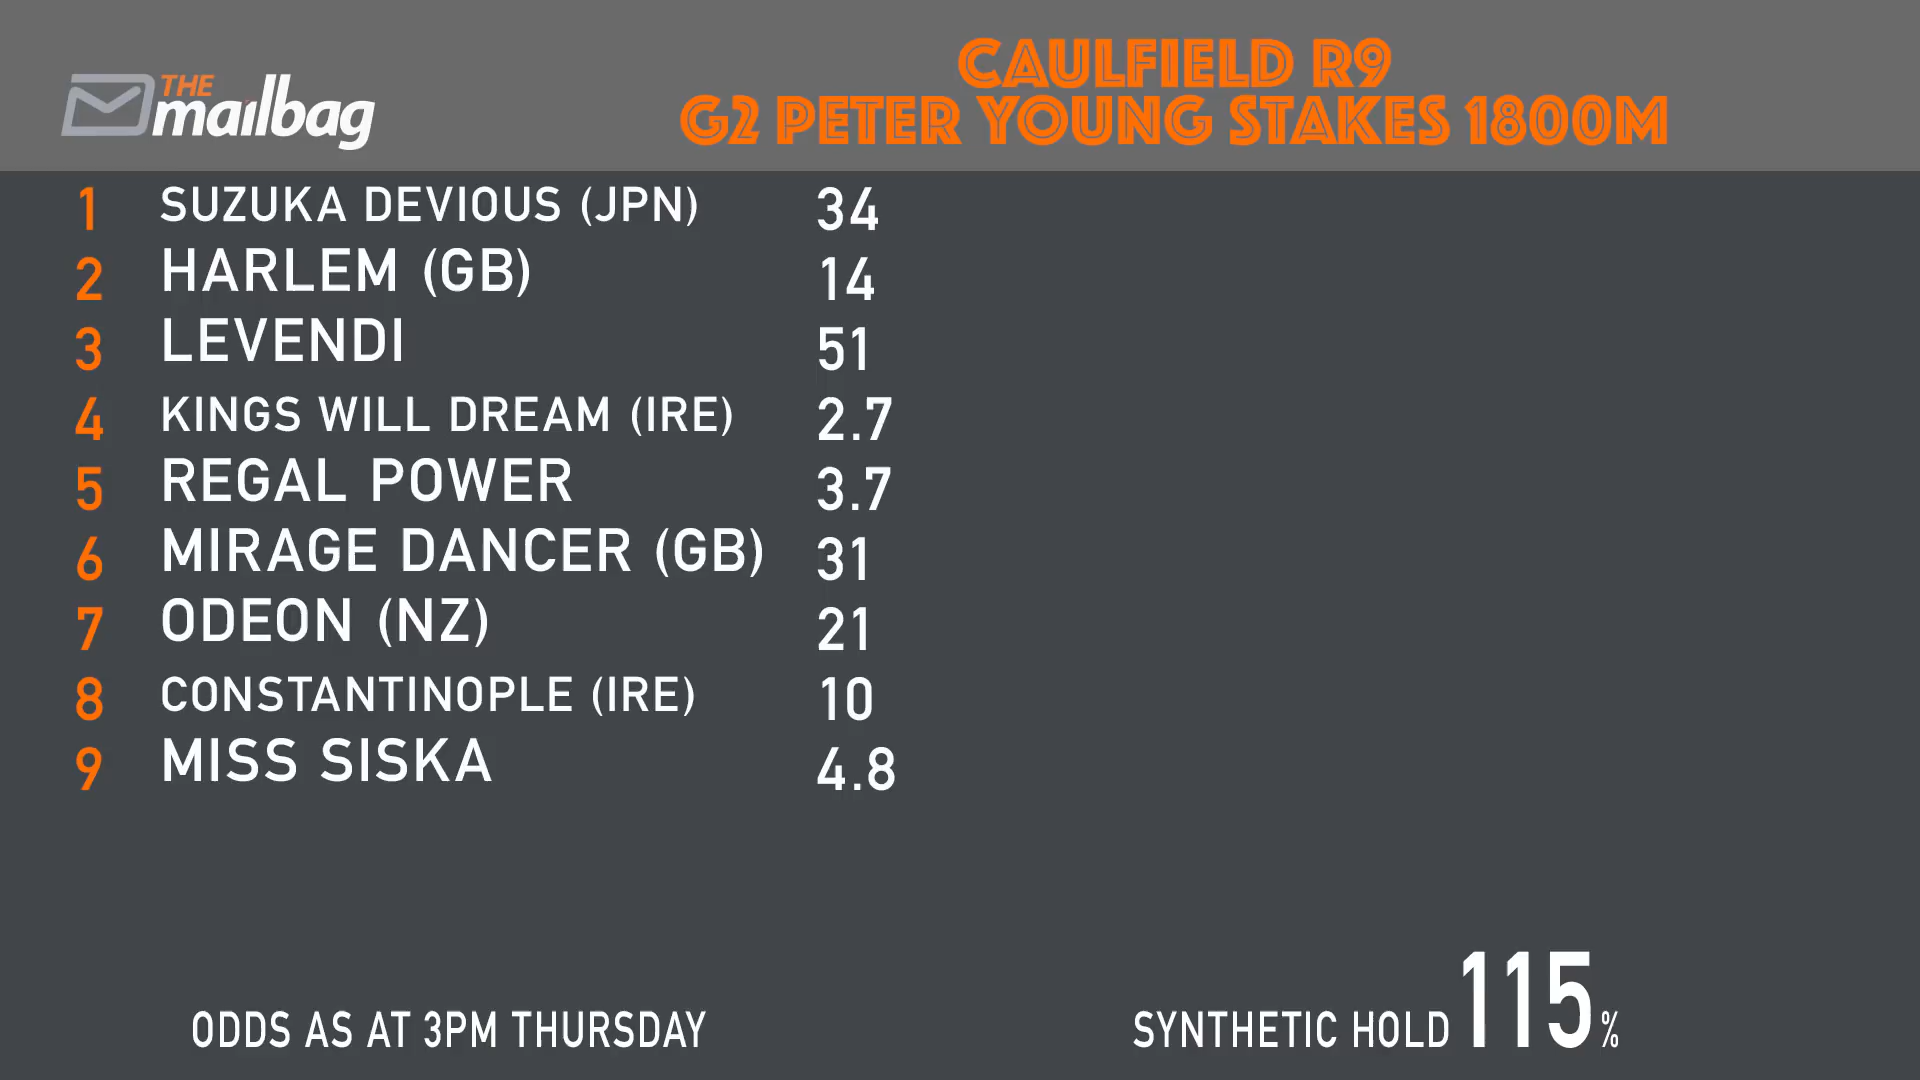 THE
mailbag
CAULFIELD R9
G2 PETER YOUNG STAKES 1800M
1 SUZUKA DEVIOUS (JPN) 34
2 HARLEM (GB) 14
3 LEVENDI 51
4 KINGS WILL DREAM (IRE) 2.7
5 REGAL POWER 3.7
6 MIRAGE DANCER (GB) 31
7 ODEON (NZ) 21
8 CONSTANTINOPLE (IRE) 10
9 MISS SISKA 4.8
ODDS AS AT 3PM THURSDAY
SYNTHETIC HOLD 115%